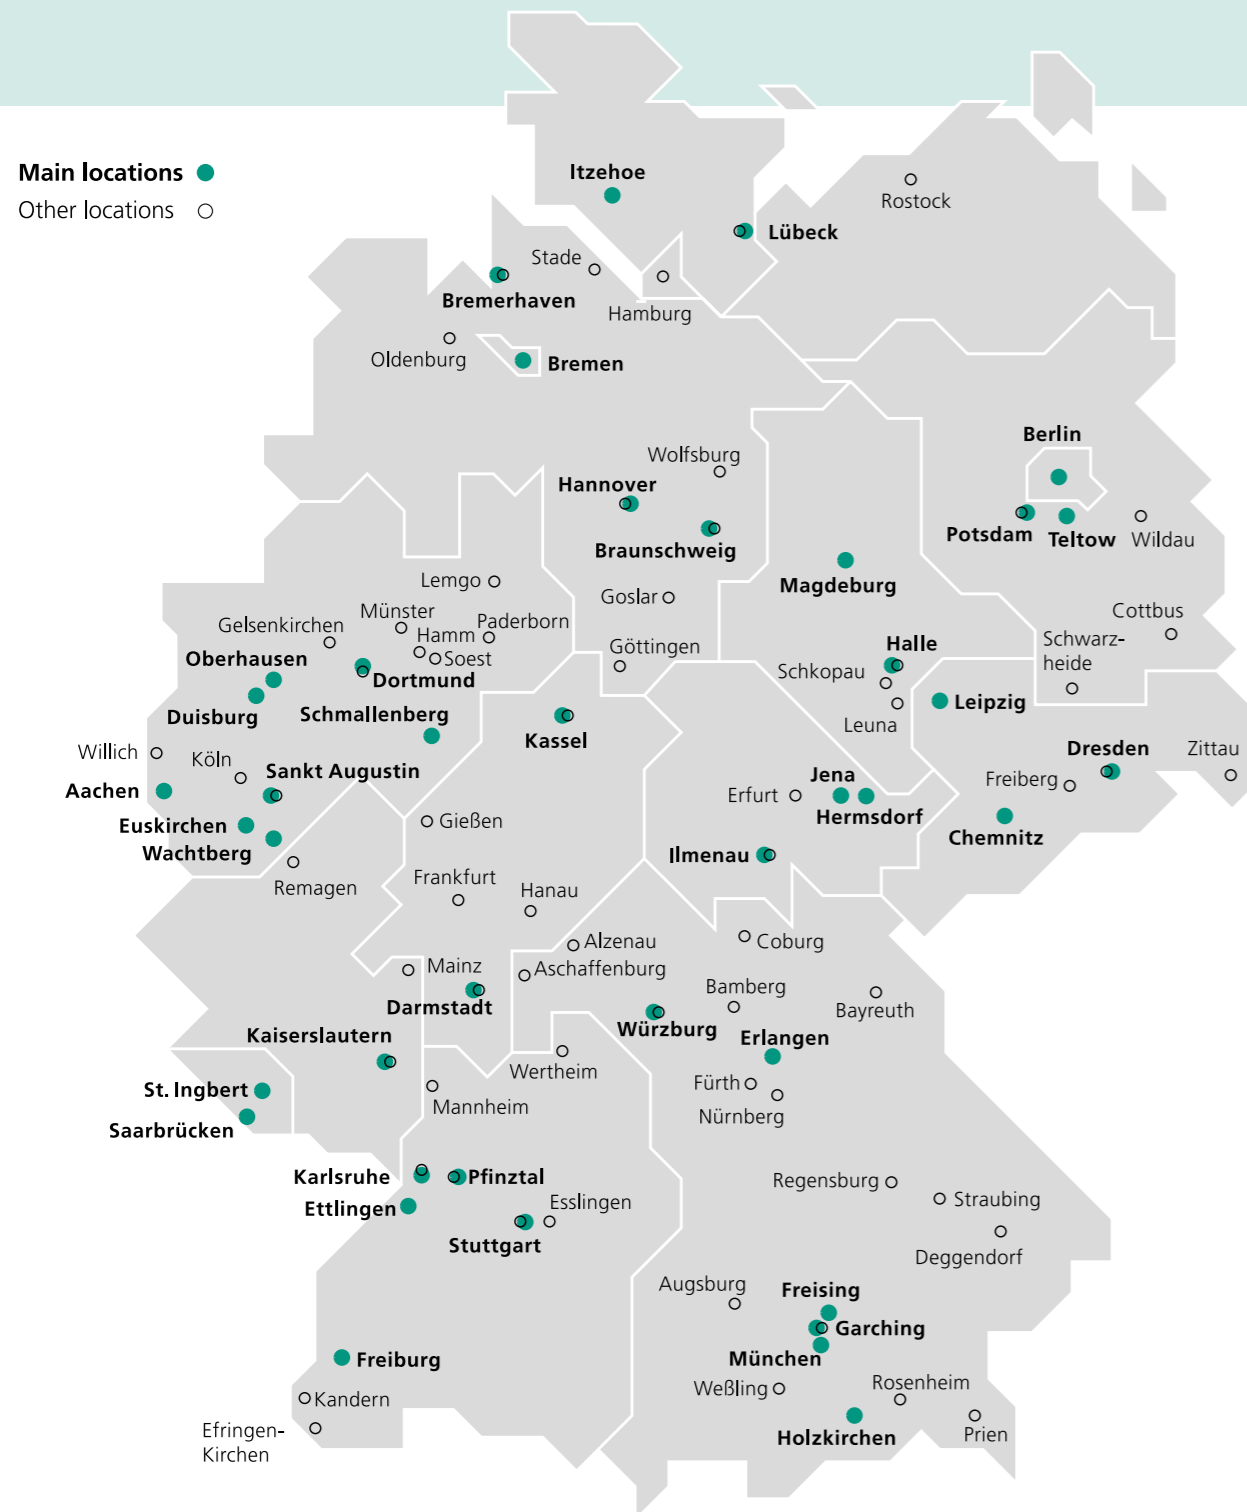 Main locations
Other locations
Itzehoe
Rostock
Lübeck
Stade
Bremerhaven
Hamburg
Oldenburg
Bremen
Berlin
Wolfsburg
Hannover
Potsdam
Teltow
Wildau
Braunschweig
Magdeburg
Lemgo
Goslar
Münster
Paderborn
Cottbus
Gelsenkirchen
Hamm
Göttingen
Schwarz-
heide
Oberhausen
Soest
Halle
Dortmund
Schkopau
Leipzig
Duisburg
Schmallenberg
Leuna
Kassel
Willich
Köln
Dresden
Zittau
Sankt Augustin
Jena
Freiberg
Aachen
Erfurt
Hermsdorf
Euskirchen
Gießen
Chemnitz
Wachtberg
Ilmenau
Remagen
Frankfurt
Hanau
Alzenau
Coburg
Mainz
Aschaffenburg
Darmstadt
Bamberg
Bayreuth
Kaiserslautern
Würzburg
Erlangen
Wertheim
St. Ingbert
Fürth
Mannheim
Nürnberg
Saarbrücken
Karlsruhe
Pfinztal
Regensburg
Straubing
Ettlingen
Esslingen
Stuttgart
Deggendorf
Augsburg
Freising
Garching
Freiburg
München
Weßling
Rosenheim
Kandern
Efringen-
Kirchen
Holzkirchen
Prien